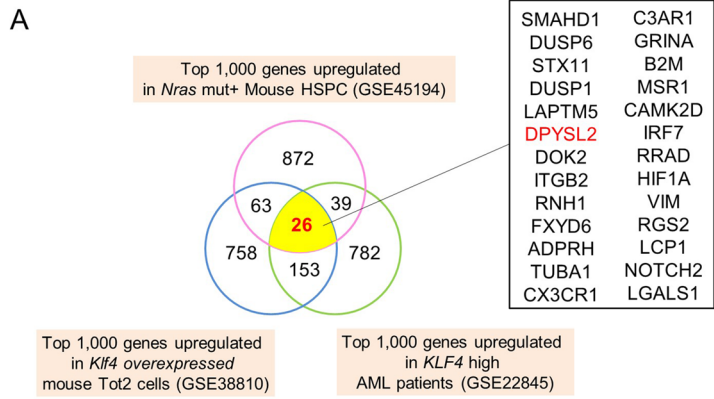 A
Top 1,000 genes upregulated
in Nras mut+ Mouse HSPC (GSE45194)
872
63
39
26
758
782
153
Top 1,000 genes upregulated
in Klf4 overexpressed
mouse Tot2 cells (GSE38810)
Top 1,000 genes upregulated
in KLF4 high
AML patients (GSE22845)
SMAHD1
DUSP6
STX11
DUSP1
LAPTM5
DPYSL2
DOK2
ITGB2
RNH1
FXYD6
ADPRH
TUBA1
CX3CR1
C3AR1
GRINA
B2M
MSR1
CAMK2D
IRF7
RRAD
HIF1A
VIM
RGS2
LCP1
NOTCH2
LGALS1